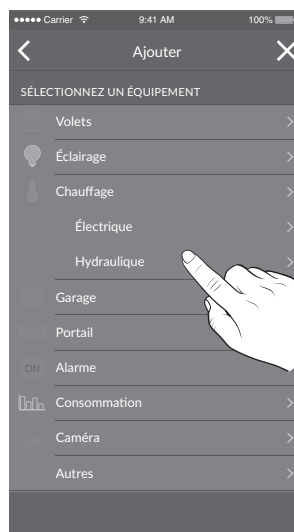 Carrier 9:41 AM 100%
Ajouter
SÉLECTIONNEZ UN ÉQUIPEMENT
Volets
Éclairage
Chauffage
Électrique
Hydraulique
Garage
Portail
ON Alarme
Consommation
Caméra
Autres